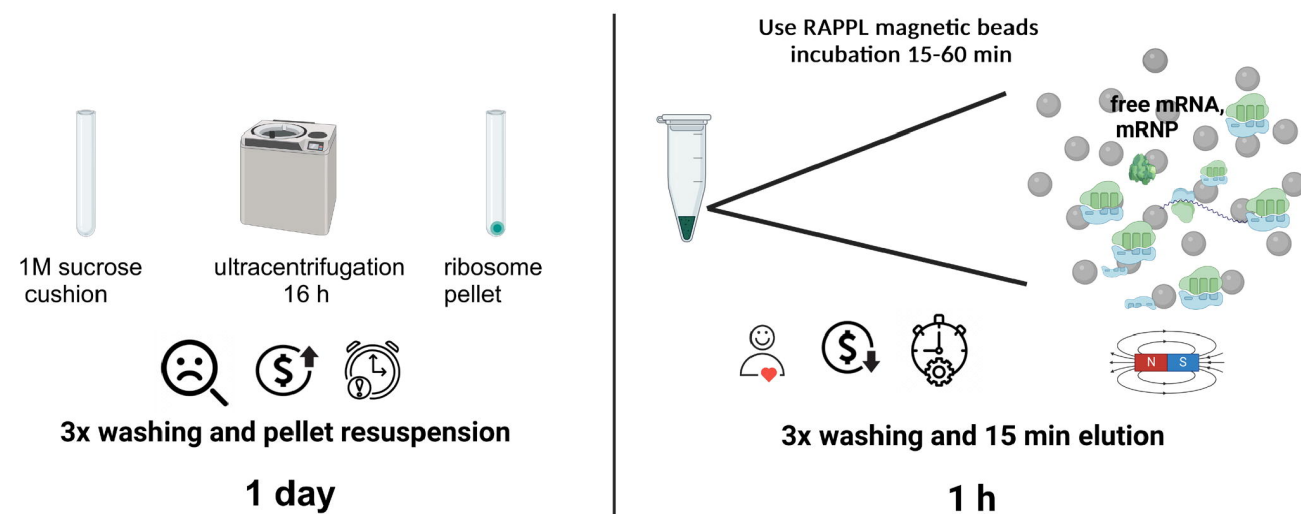 1M sucrose
cushion
ultracentrifugation
16 h
ribosome
pellet
$
3x washing and pellet resuspension
1 day
Use RAPPL magnetic beads
incubation 15-60 min
free mRNA,
mRNP
$
N S
3x washing and 15 min elution
1 h